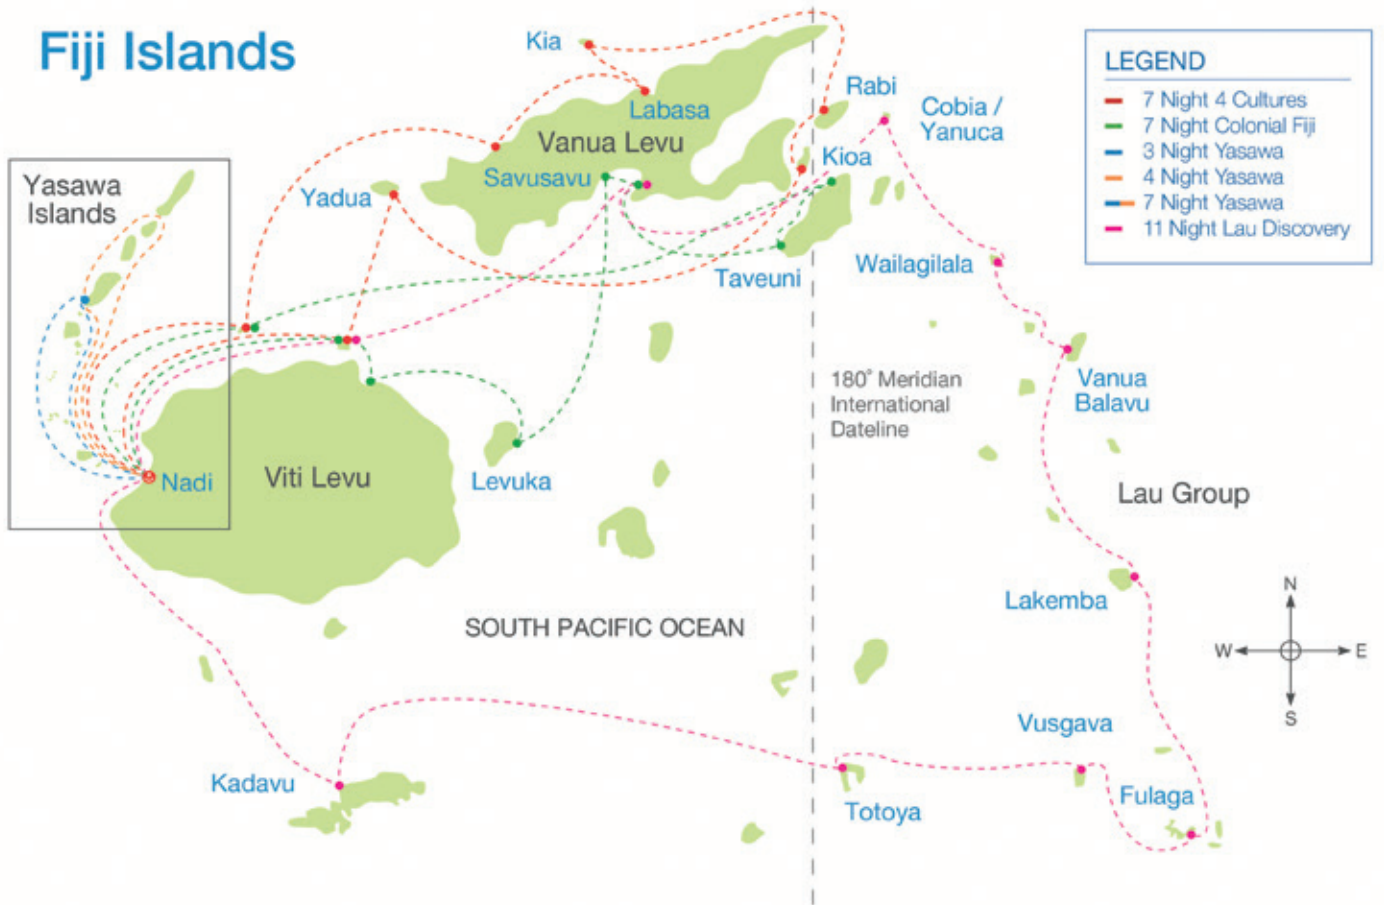 Fiji Islands
Kia
Labasa
Vanua Levu
Rabi
Cobia /
Yanuca
Kioa
LEGEND
7 Night 4 Cultures
7 Night Colonial Fiji
3 Night Yasawa
4 Night Yasawa
7 Night Yasawa
11 Night Lau Discovery
Yasawa
Islands
Yadua
Savusavu
Taveuni
Wailagilala
180° Meridian
International
Dateline
Vanua
Balavu
Nadi
Viti Levu
Levuka
Lau Group
SOUTH PACIFIC OCEAN
Lakemba
N
W
E
S
Kadavu
Totoya
Vusgava
Fulaga